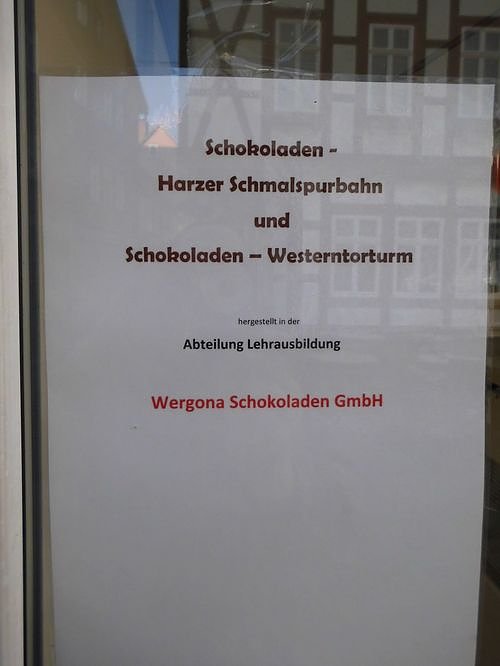 Schokoladen -
Harzer Schmalspurbahn
und
Schokoladen – Westerntorturm
hergestellt in der
Abteilung Lehrausbildung
Wergona Schokoladen GmbH